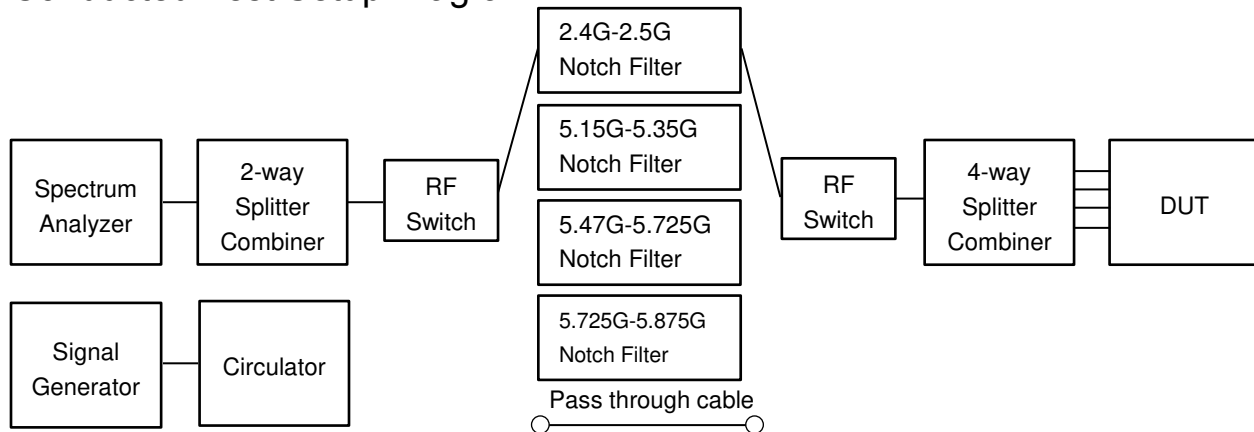 2.4G-2.5G
Notch Filter
5.15G-5.35G
Notch Filter
5.47G-5.725G
Notch Filter
5.725G-5.875G
Notch Filter
Pass through cable
Spectrum
Analyzer
2-way
Splitter
Combiner
RF
Switch
RF
Switch
4-way
Splitter
Combiner
DUT
Signal
Generator
Circulator